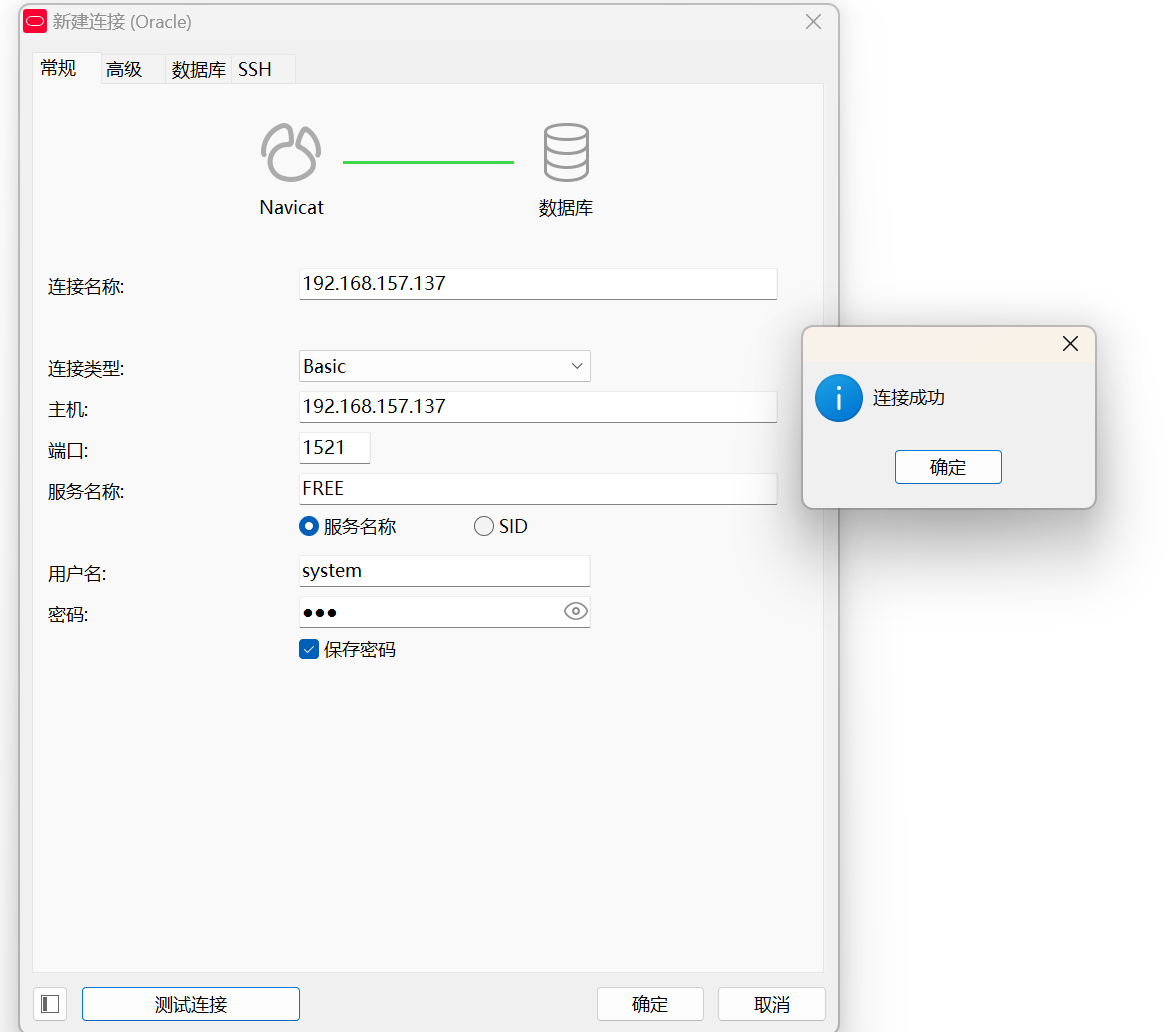 新建连接 (Oracle)
常规 高级 数据库 SSH
Navicat 数据库
连接名称: 192.168.157.137
连接类型: Basic
主机: 192.168.157.137
端口: 1521
服务名称: FREE
服务名称 SID
用户名: system
密码: ●●●
保存密码
测试连接 确定 取消
连接成功
确定